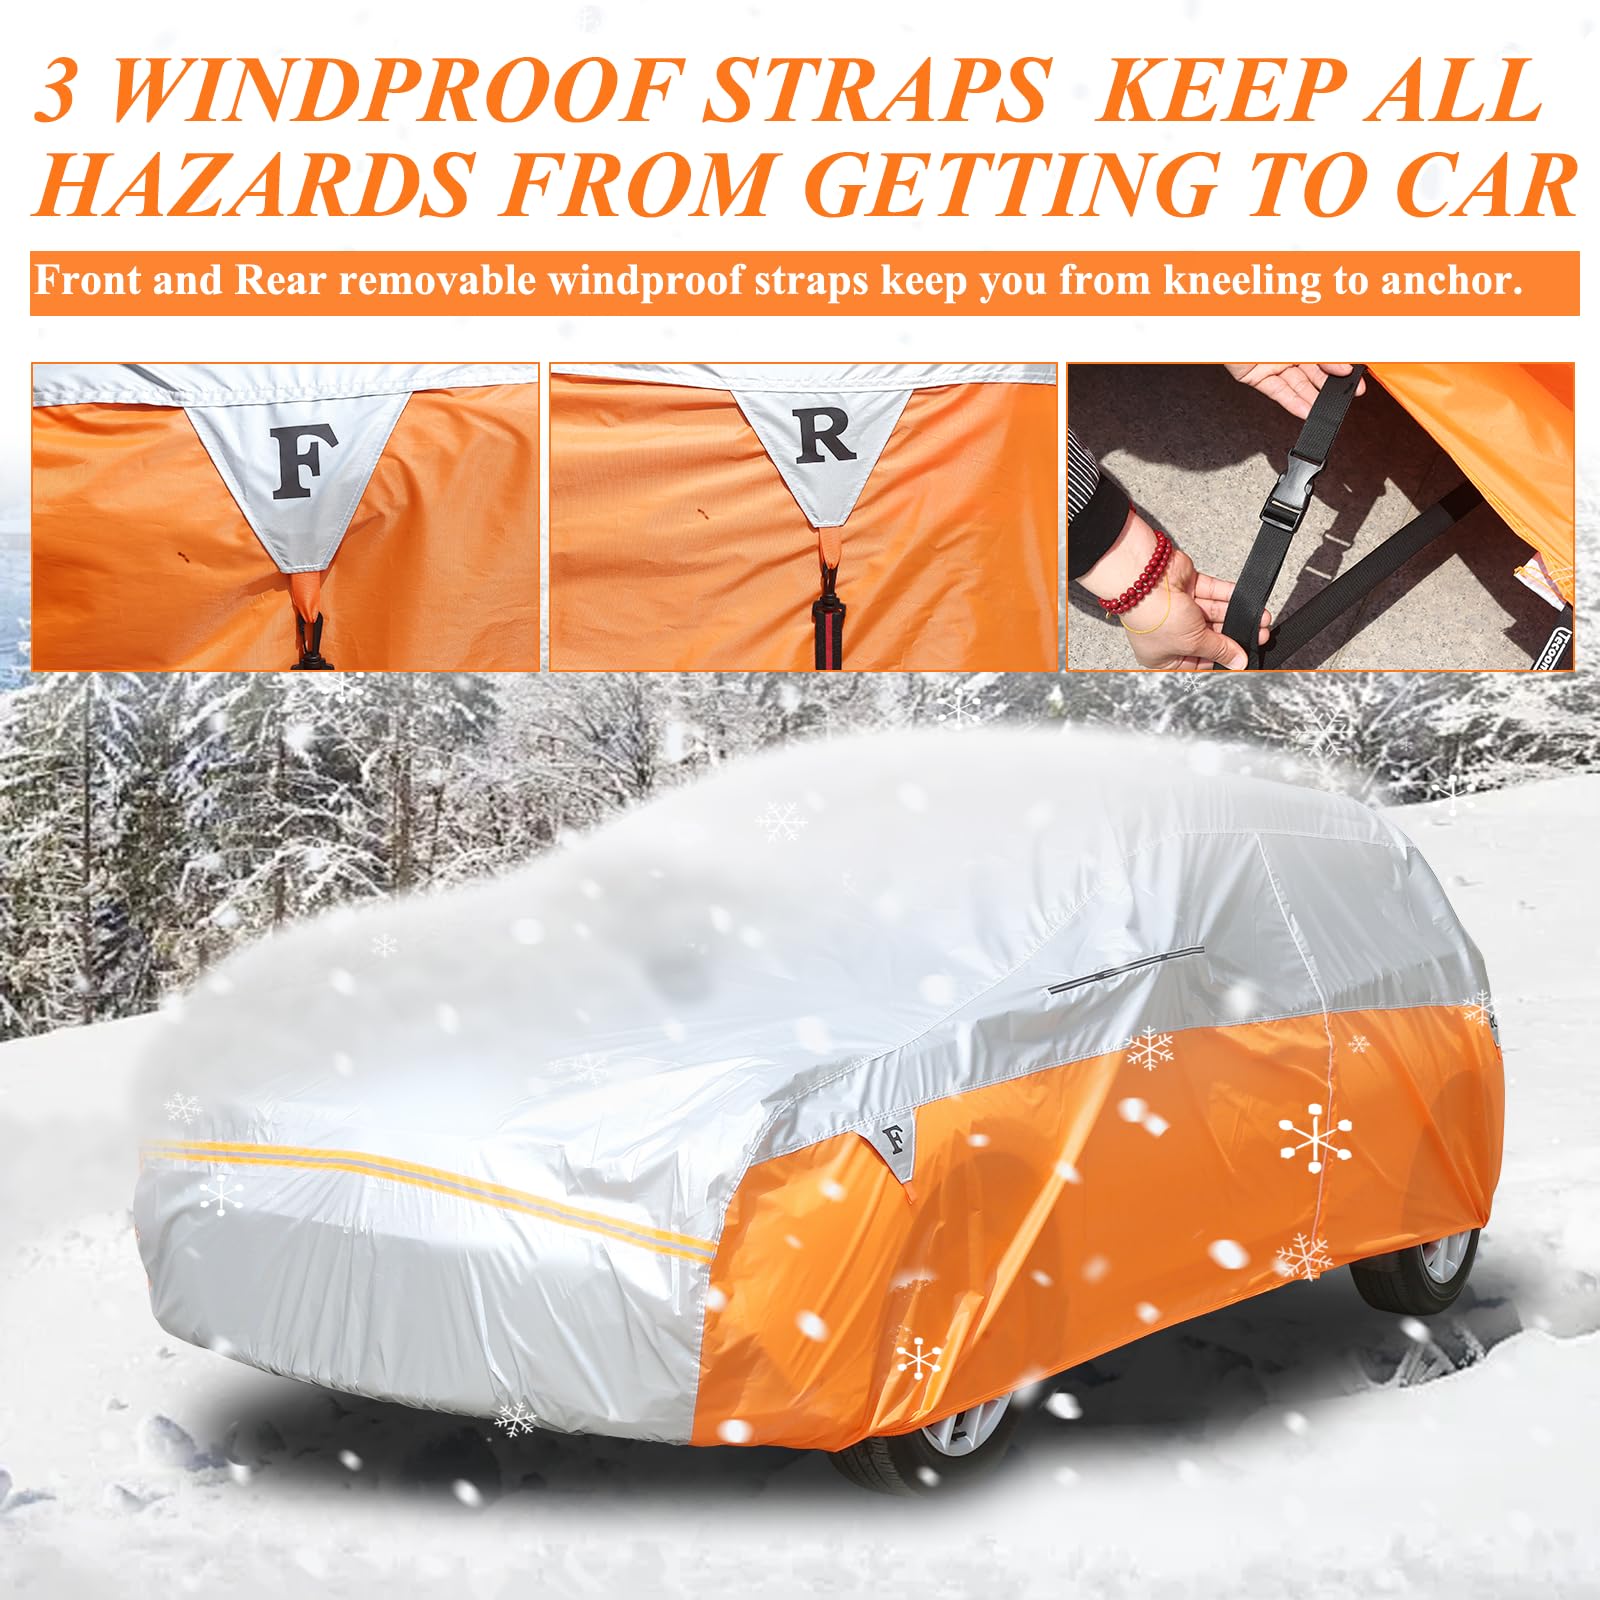 3 WINDPROOF STRAPS KEEP ALL
HAZARDS FROM GETTING TO CAR
Front and Rear removable windproof straps keep you from kneeling to anchor.
F
R
F
R